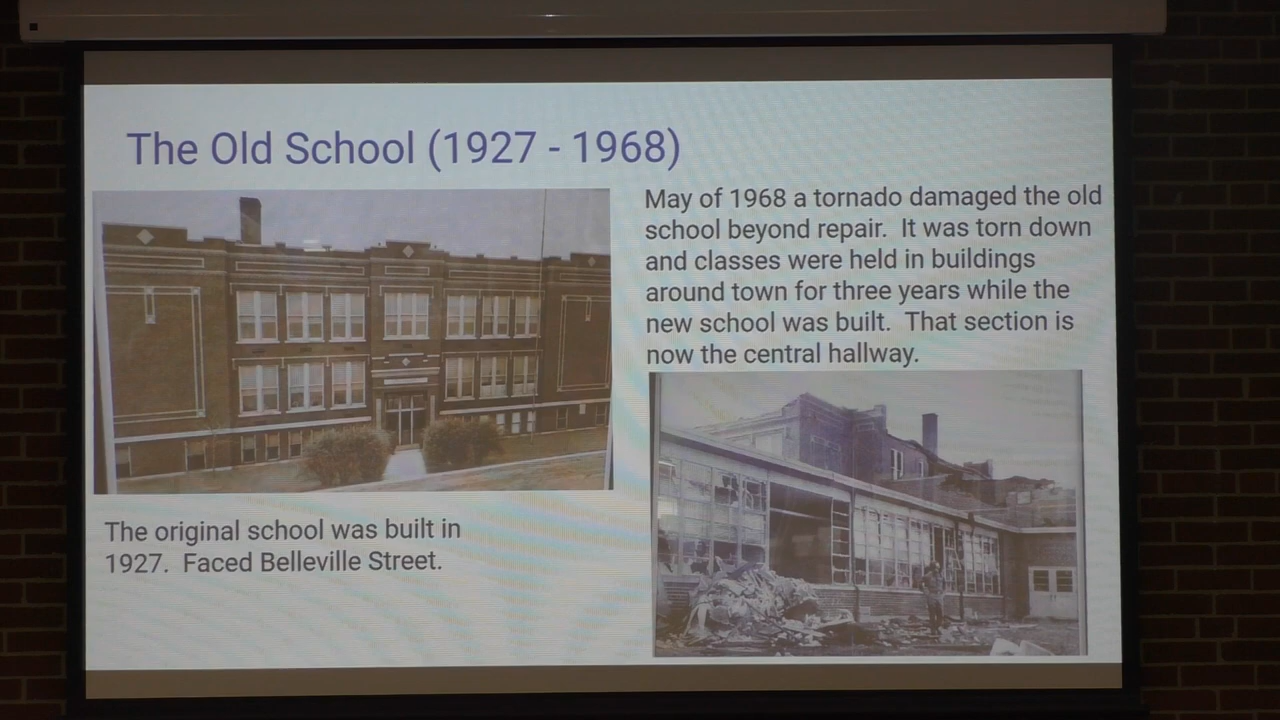 The Old School (1927 - 1968)
May of 1968 a tornado damaged the old
school beyond repair.  It was torn down
and classes were held in buildings
around town for three years while the
new school was built.  That section is
now the central hallway.
The original school was built in
1927.  Faced Belleville Street.